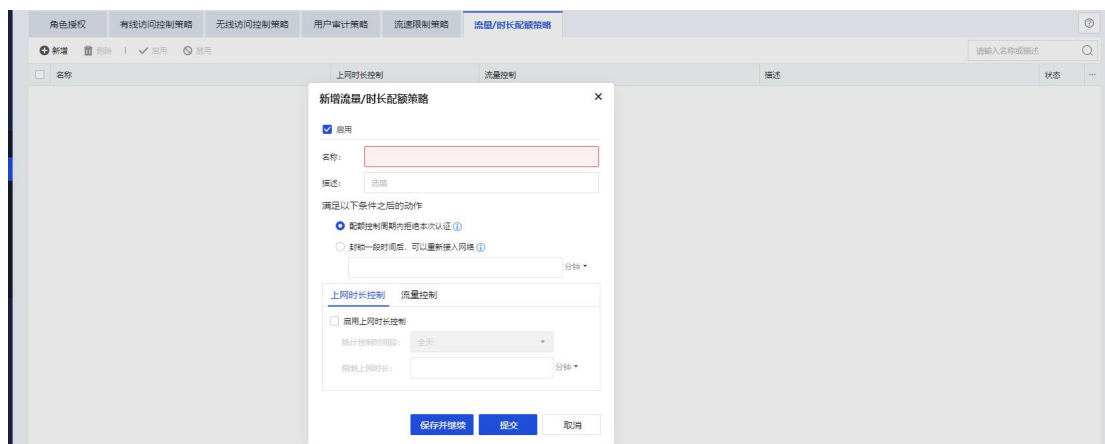 角色授权 有线访问控制策略 无线访问控制策略 用户审计策略 流速限制策略 流量/时长配额策略
新增 删除 启用 禁用 请输入名称或描述
名称 上网时长控制 流量控制 描述 状态
新增流量/时长配额策略
启用
名称:
描述: 选填
满足以下条件之后的动作
配额控制周期内拒绝本次认证
封锁一段时间后,可以重新接入网络
分钟
上网时长控制 流量控制
启用上网时长控制
统计控制时间段: 全天
限制上网时长: 分钟
保存并继续 提交 取消